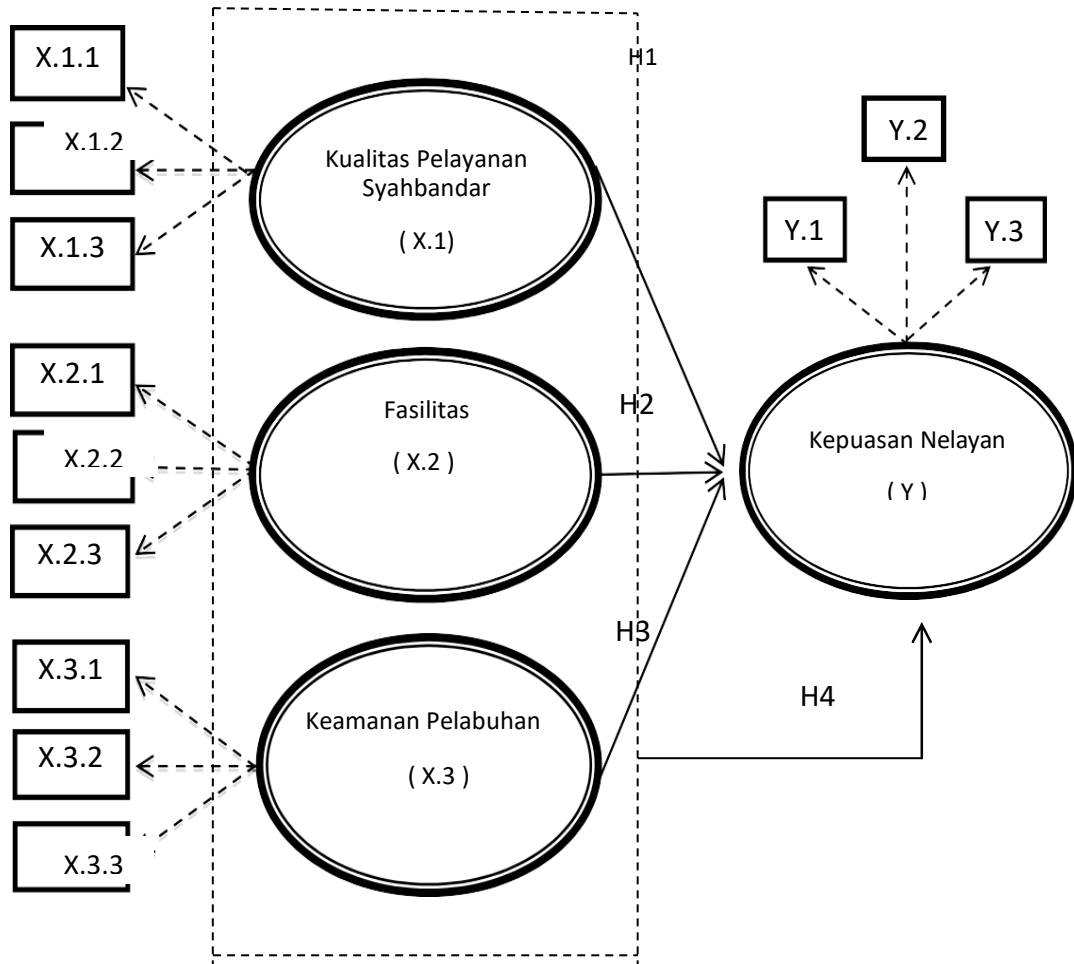 X.1.1
X.1.2
X.1.3
X.2.1
X.2.2
X.2.3
X.3.1
X.3.2
X.3.3
Kualitas Pelayanan
Syahbandar
( X.1)
Fasilitas
( X.2 )
Keamanan Pelabuhan
( X.3 )
H1
H2
H3
H4
Y.1
Y.2
Y.3
Kepuasan Nelayan
( Y )